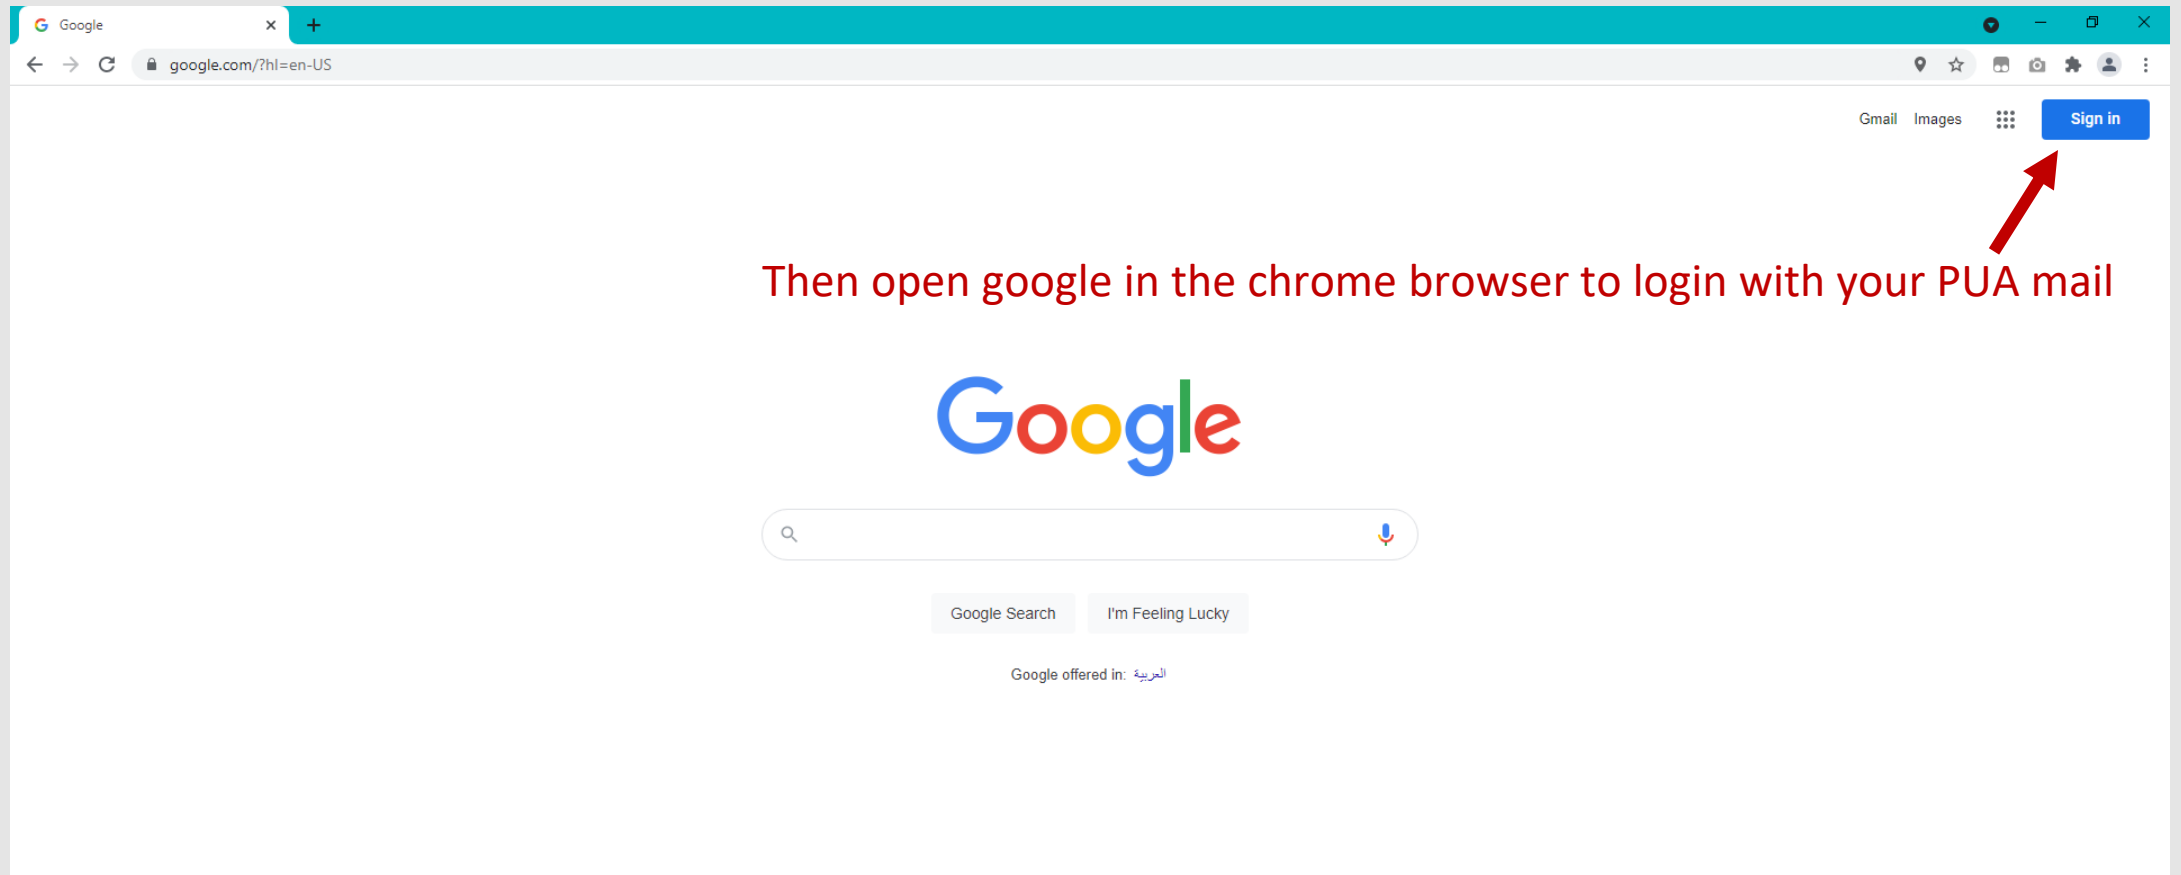 Google
google.com/?hl=en-US
Gmail Images Sign in
Then open google in the chrome browser to login with your PUA mail
Google
Google Search I'm Feeling Lucky
Google offered in: العربية